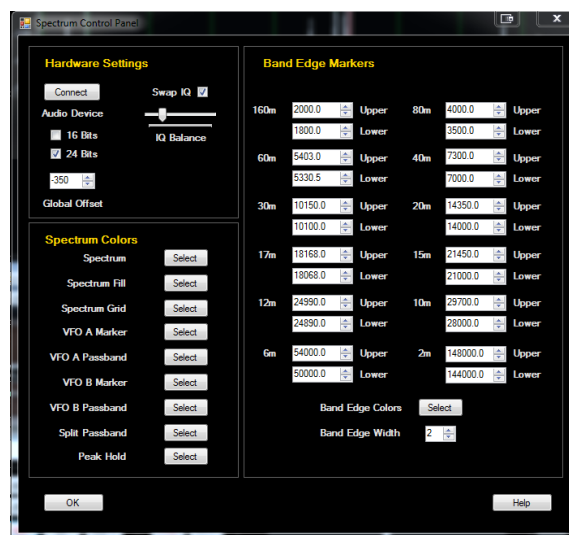 Spectrum Control Panel
Hardware Settings
Connect Swap IQ
Audio Device
16 Bits IQ Balance
24 Bits
-350
Global Offset
Spectrum Colors
Spectrum Select
Spectrum Fill Select
Spectrum Grid Select
VFO A Marker Select
VFO A Passband Select
VFO B Marker Select
VFO B Passband Select
Split Passband Select
Peak Hold Select
Band Edge Markers
160m 2000.0 Upper 80m 4000.0 Upper
1800.0 Lower 3500.0 Lower
60m 5403.0 Upper 40m 7300.0 Upper
5330.5 Lower 7000.0 Lower
30m 10150.0 Upper 20m 14350.0 Upper
10100.0 Lower 14000.0 Lower
17m 18168.0 Upper 15m 21450.0 Upper
18068.0 Lower 21000.0 Lower
12m 24990.0 Upper 10m 29700.0 Upper
24890.0 Lower 28000.0 Lower
6m 54000.0 Upper 2m 148000.0 Upper
50000.0 Lower 144000.0 Lower
Band Edge Colors Select
Band Edge Width 2
OK Help